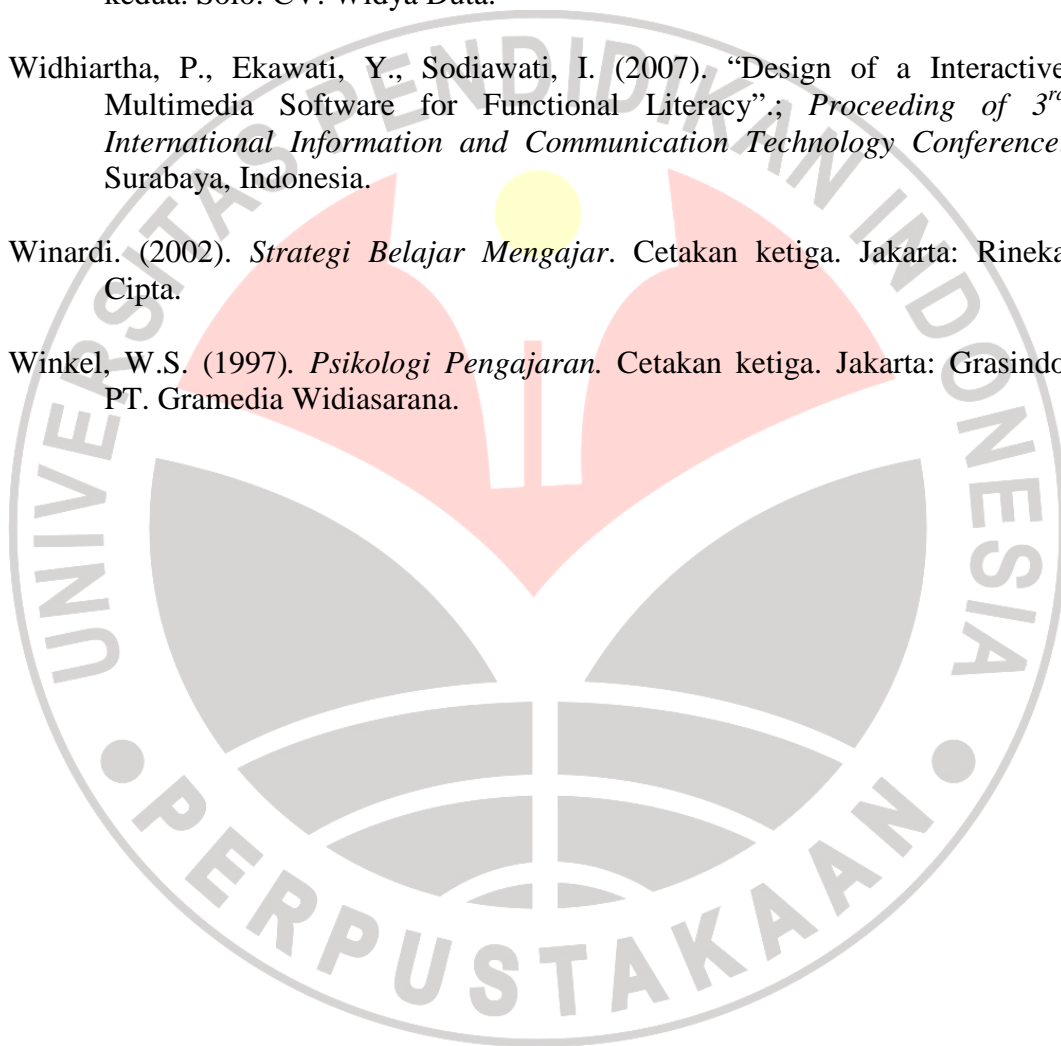 kedua. Solo: CV. Widya Duta.
Widhiartha, P., Ekawati, Y., Sodiawati, I. (2007). “Design of a Interactive
Multimedia Software for Functional Literacy”.; Proceeding of 3rd
International Information and Communication Technology Conference.
Surabaya, Indonesia.
Winardi. (2002). Strategi Belajar Mengajar. Cetakan ketiga. Jakarta: Rineka
Cipta.
Winkel, W.S. (1997). Psikologi Pengajaran. Cetakan ketiga. Jakarta: Grasindo
PT. Gramedia Widiasarana.
UNIVERSITAS PENDIDIKAN INDONESIA
PERPUSTAKAAN